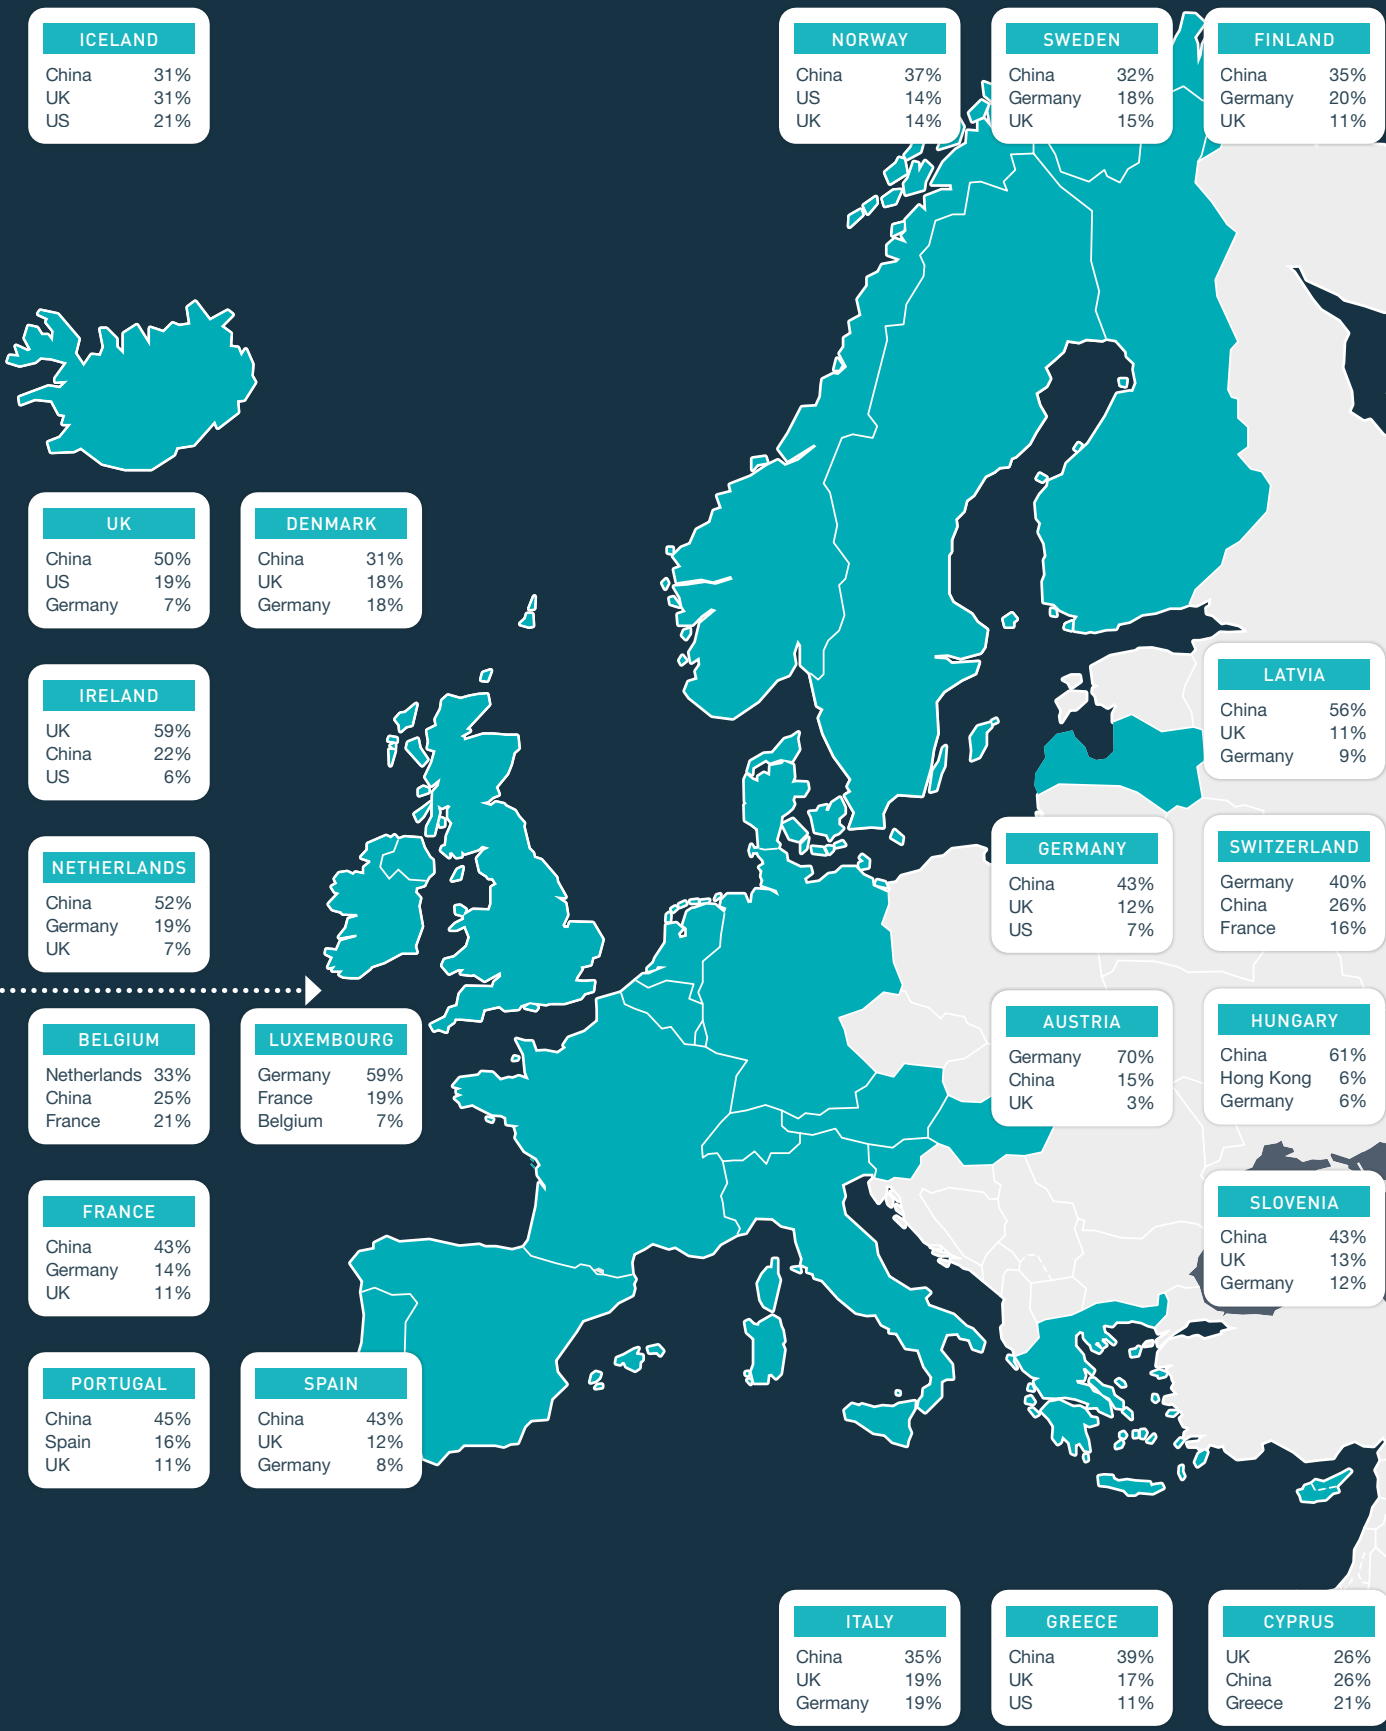 ICELAND
China 31%
UK 31%
US 21%
NORWAY
China 37%
US 14%
UK 14%
SWEDEN
China 32%
Germany 18%
UK 15%
FINLAND
China 35%
Germany 20%
UK 11%
UK
China 50%
US 19%
Germany 7%
DENMARK
China 31%
UK 18%
Germany 18%
IRELAND
UK 59%
China 22%
US 6%
LATVIA
China 56%
UK 11%
Germany 9%
NETHERLANDS
China 52%
Germany 19%
UK 7%
GERMANY
China 43%
UK 12%
US 7%
SWITZERLAND
Germany 40%
China 26%
France 16%
BELGIUM
Netherlands 33%
China 25%
France 21%
LUXEMBOURG
Germany 59%
France 19%
Belgium 7%
AUSTRIA
Germany 70%
China 15%
UK 3%
HUNGARY
China 61%
Hong Kong 6%
Germany 6%
FRANCE
China 43%
Germany 14%
UK 11%
SLOVENIA
China 43%
UK 13%
Germany 12%
PORTUGAL
China 45%
Spain 16%
UK 11%
SPAIN
China 43%
UK 12%
Germany 8%
ITALY
China 35%
UK 19%
Germany 19%
GREECE
China 39%
UK 17%
US 11%
CYPRUS
UK 26%
China 26%
Greece 21%